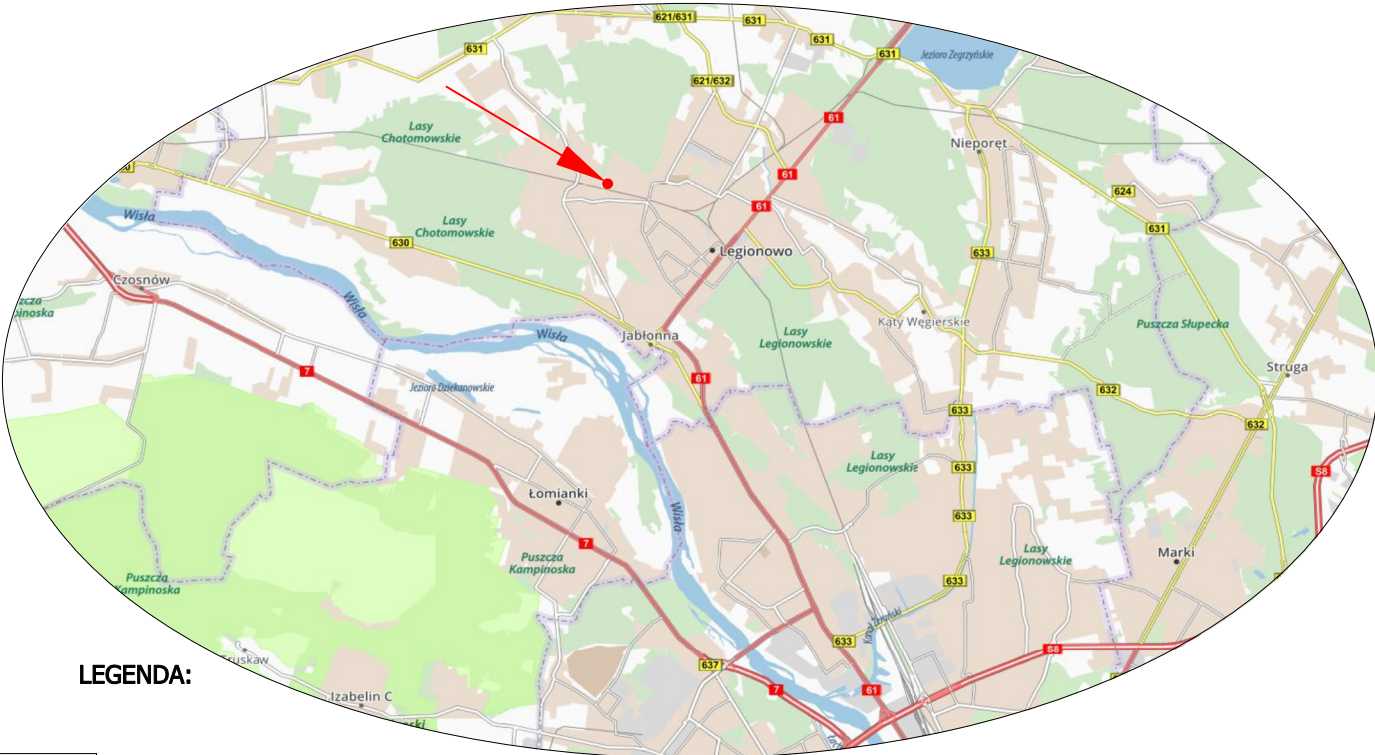 621/631
631
631
631
631
Jezioro Zegrzyńskie
621/632
61
Lasy
Chotomowskie
Nieporęt
61
624
Wisła
61
Lasy
Chotomowskie
630
631
Legionowo
633
Czosnów
Wisła
Kąty Węgierskie
Puszcza Słupecka
Wisła
Jabłonna
Lasy
Legionowskie
Struga
7
61
Jezioro Dziekanowskie
632
633
632
Lasy
Legionowskie
633
S8
Łomianki
Wisła
633
7
Puszcza
Kampinoska
Lasy
Legionowskie
Marki
Puszcza
Kampinoska
633
Kanał Żerański
633
S8
Truskaw
637
LEGENDA:
7
61
Izabelin C